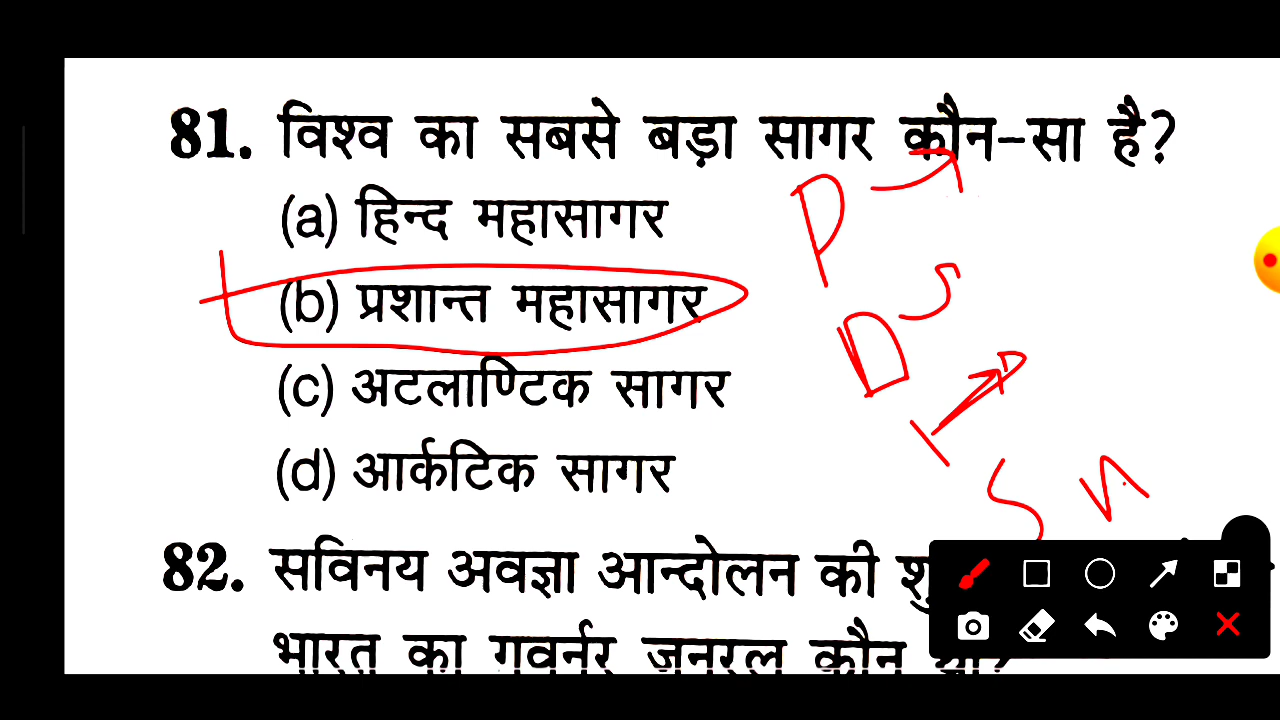 81. विश्व का सबसे बड़ा सागर कौन-सा है?
(a) हिन्द महासागर
(b) प्रशान्त महासागर
(c) अटलाण्टिक सागर
(d) आर्कटिक सागर
82. सविनय अवज्ञा आन्दोलन की
भारत का गवर्नर जनरल कौन था?
P
S
D
S N